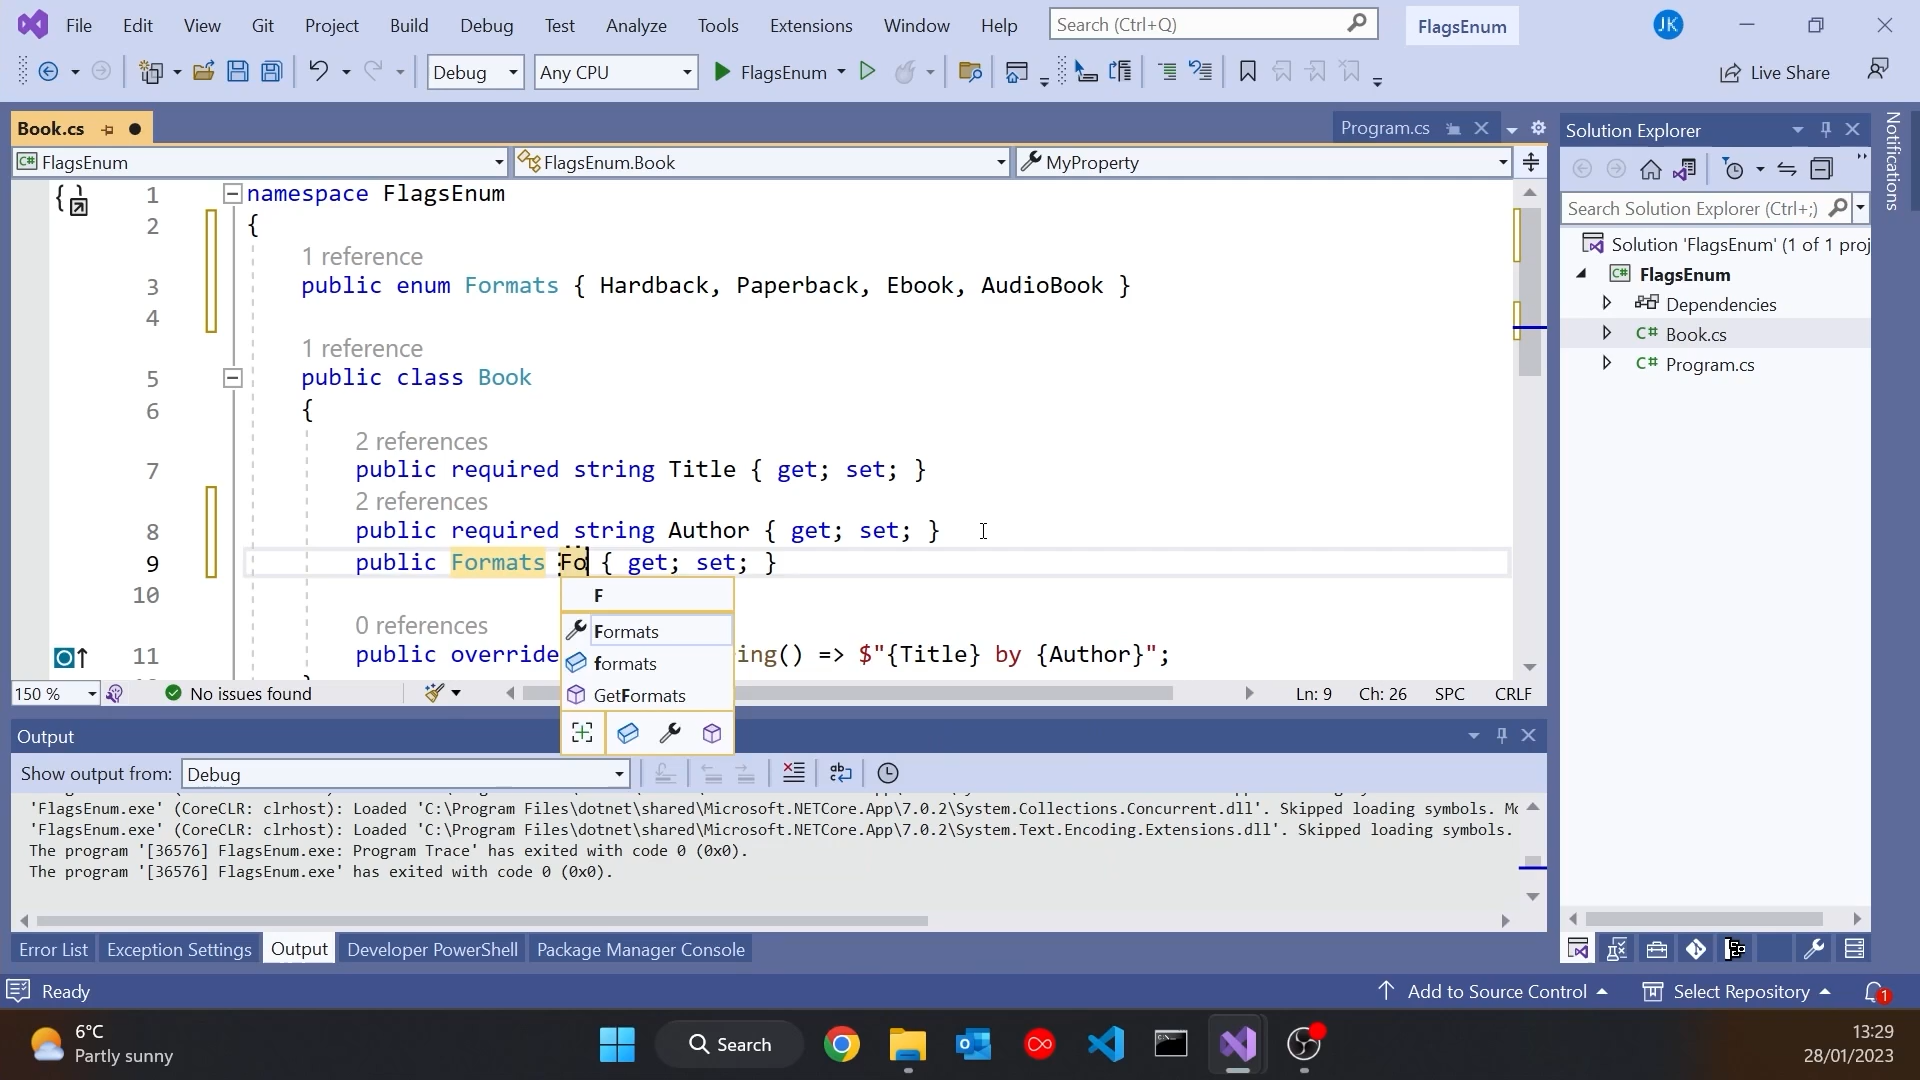 File Edit View Git Project Build Debug Test Analyze Tools Extensions Window Help Search (Ctrl+Q) FlagsEnum JK
Debug Any CPU FlagsEnum Live Share
Book.cs Program.cs
FlagsEnum FlagsEnum.Book MyProperty
1 namespace FlagsEnum
2 {
1 reference
3 public enum Formats { Hardback, Paperback, Ebook, AudioBook }
4
1 reference
5 public class Book
6 {
2 references
7 public required string Title { get; set; }
2 references
8 public required string Author { get; set; }
9 public Formats Fo { get; set; }
10
F
Formats
formats
GetFormats
0 references
11 public override ing() => $"{Title} by {Author}";
150 % No issues found Ln: 9 Ch: 26 SPC CRLF
Output
Show output from: Debug
'FlagsEnum.exe' (CoreCLR: clrhost): Loaded 'C:\Program Files\dotnet\shared\Microsoft.NETCore.App\7.0.2\System.Collections.Concurrent.dll'. Skipped loading symbols.
'FlagsEnum.exe' (CoreCLR: clrhost): Loaded 'C:\Program Files\dotnet\shared\Microsoft.NETCore.App\7.0.2\System.Text.Encoding.Extensions.dll'. Skipped loading symbols.
The program '[36576] FlagsEnum.exe: Program Trace' has exited with code 0 (0x0).
The program '[36576] FlagsEnum.exe' has exited with code 0 (0x0).
Error List Exception Settings Output Developer PowerShell Package Manager Console
Solution Explorer
Search Solution Explorer (Ctrl+;)
Solution 'FlagsEnum' (1 of 1 proj
FlagsEnum
Dependencies
Book.cs
Program.cs
Notifications
Ready Add to Source Control Select Repository 1
6°C
Partly sunny
Search
13:29
28/01/2023